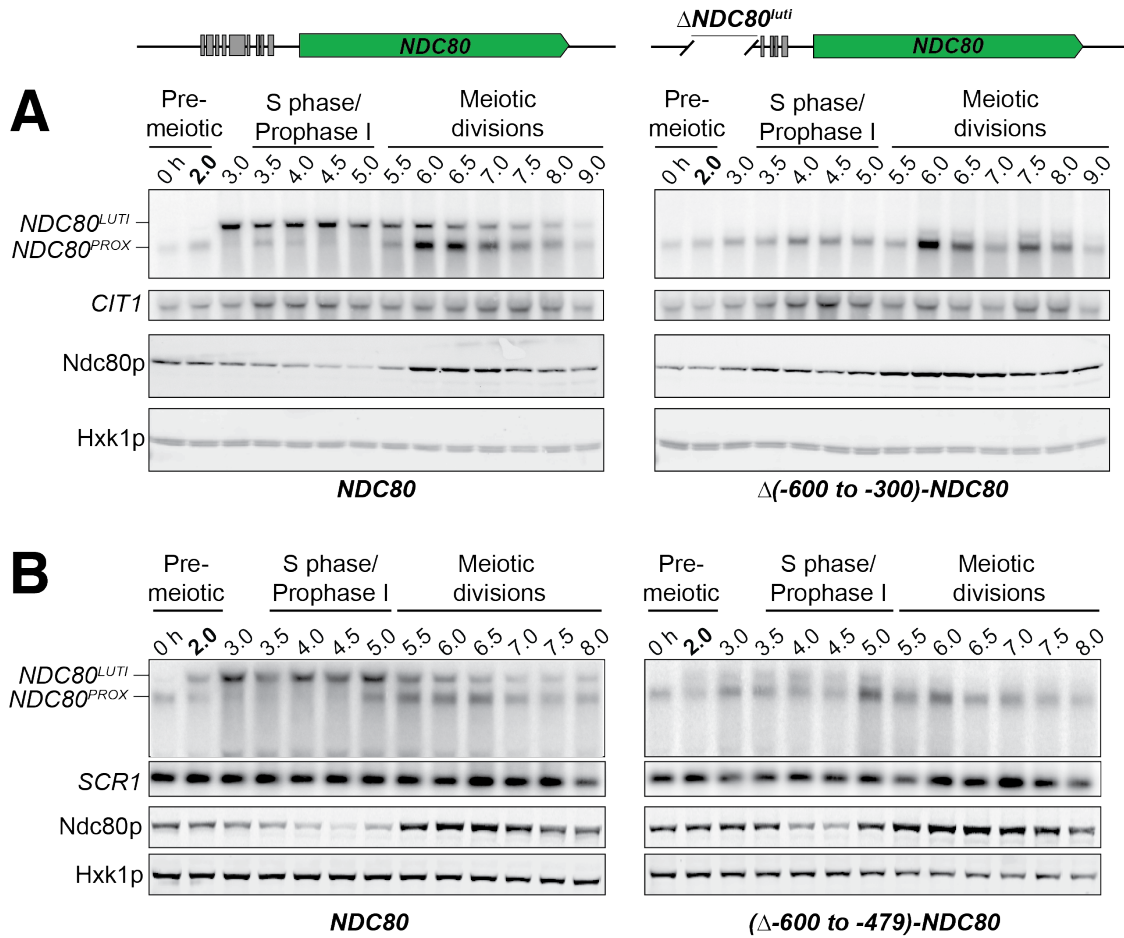 ΔNDC80luti
NDC80 NDC80
A
Pre-meiotic S phase/Prophase I Meiotic divisions
Pre-meiotic S phase/Prophase I Meiotic divisions
0 h 2.0 3.0 3.5 4.0 4.5 5.0 5.5 6.0 6.5 7.0 7.5 8.0 9.0
0 h 2.0 3.0 3.5 4.0 4.5 5.0 5.5 6.0 6.5 7.0 7.5 8.0 9.0
NDC80LUTI
NDC80PROX
CIT1
Ndc80p
Hxk1p
NDC80
Δ(-600 to -300)-NDC80
B
Pre-meiotic S phase/Prophase I Meiotic divisions
Pre-meiotic S phase/Prophase I Meiotic divisions
0 h 2.0 3.0 3.5 4.0 4.5 5.0 5.5 6.0 6.5 7.0 7.5 8.0
0 h 2.0 3.0 3.5 4.0 4.5 5.0 5.5 6.0 6.5 7.0 7.5 8.0
NDC80LUTI
NDC80PROX
SCR1
Ndc80p
Hxk1p
NDC80
(Δ-600 to -479)-NDC80